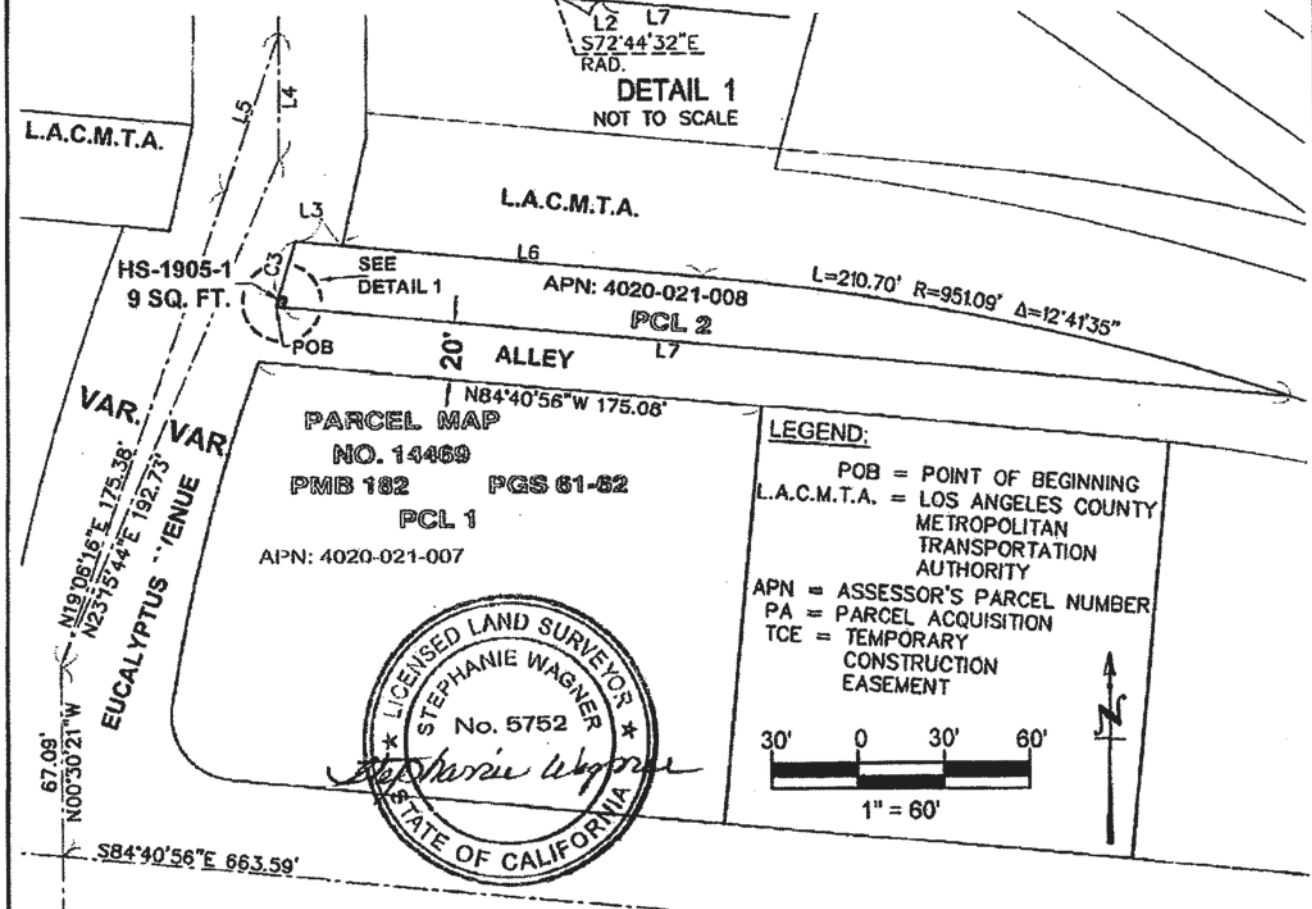 L2 L7
S72°44'32"E
RAD.
DETAIL 1
NOT TO SCALE
L5
L4
L.A.C.M.T.A.
L.A.C.M.T.A.
L3
L6
HS-1905-1
9 SQ. FT.
C3
SEE
DETAIL 1
APN: 4020-021-008
PCL 2
L=210.70' R=951.09' Δ=12°41'35"
POB
20'
ALLEY
L7
N84°40'56"W 175.08'
VAR.
VAR
PARCEL MAP
NO. 14469
PMB 182 PGS 61-62
PCL 1
APN: 4020-021-007
N19°06'16"E 175.38'
N23°15'44"E 192.73'
EUCALYPTUS
67.09'
N00°30'21"W
S84°40'56"E 663.59'
LICENSED LAND SURVEYOR
STEPHANIE WAGNER
No. 5752
Stephanie Wagner
STATE OF CALIFORNIA
LEGEND:
POB = POINT OF BEGINNING
L.A.C.M.T.A. = LOS ANGELES COUNTY
METROPOLITAN
TRANSPORTATION
AUTHORITY
APN = ASSESSOR'S PARCEL NUMBER
PA = PARCEL ACQUISITION
TCE = TEMPORARY
CONSTRUCTION
EASEMENT
N
30' 0 30' 60'
1" = 60'